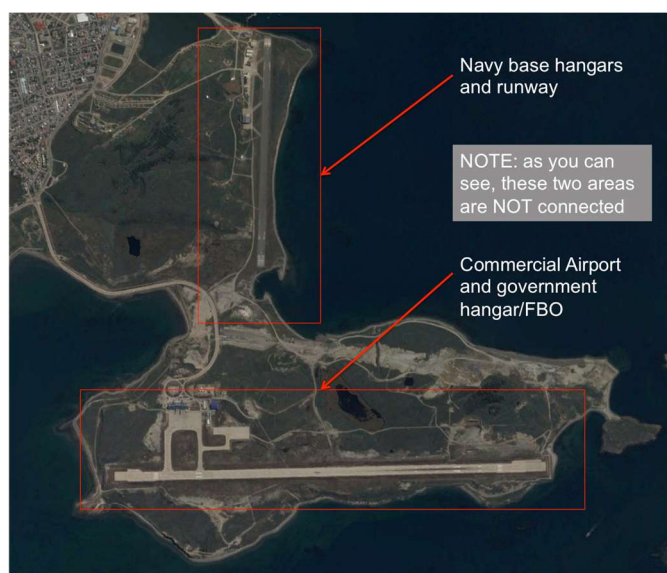 Navy base hangars
and runway
NOTE: as you can
see, these two areas
are NOT connected
Commercial Airport
and government
hangar/FBO